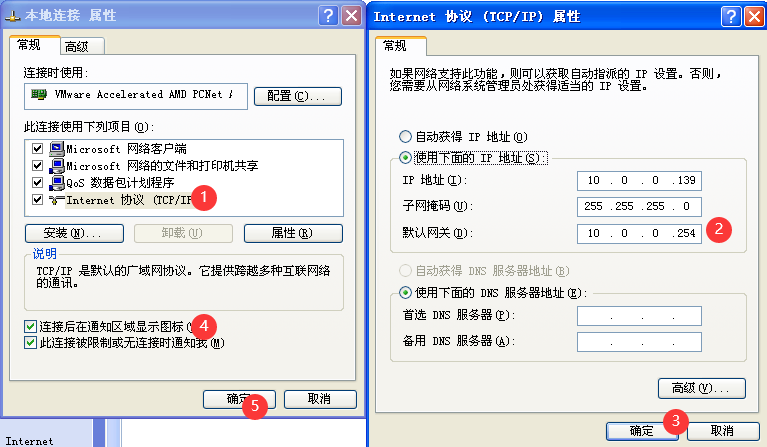 本地连接 属性
常规
高级
连接时使用:
VMware Accelerated AMD PCNet
配置(C)...
此连接使用下列项目(O):
Microsoft 网络客户端
Microsoft 网络的文件和打印机共享
QoS 数据包计划程序
Internet 协议 (TCP/IP
1
安装(N)...
卸载(U)
属性(R)
说明
TCP/IP 是默认的广域网协议。它提供跨越多种互联网络
的通讯。
连接后在通知区域显示图标(
4
此连接被限制或无连接时通知我(M)
确定
5
取消
Internet
Internet 协议 (TCP/IP) 属性
常规
如果网络支持此功能，则可以获取自动指派的 IP 设置。否则，
您需要从网络系统管理员处获得适当的 IP 设置。
自动获得 IP 地址(O)
使用下面的 IP 地址(S):
IP 地址(I):
10 . 0 . 0 .139
子网掩码(U):
255 .255 .255 . 0
默认网关(D):
10 . 0 . 0 .254
2
自动获得 DNS 服务器地址(B)
使用下面的 DNS 服务器地址(E):
首选 DNS 服务器(P):
. . .
备用 DNS 服务器(A):
. . .
高级(V)...
确定
3
取消